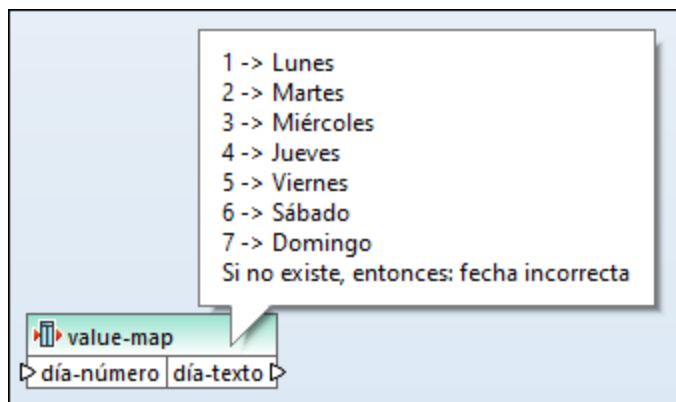 1 -> Lunes
2 -> Martes
3 -> Miércoles
4 -> Jueves
5 -> Viernes
6 -> Sábado
7 -> Domingo
Si no existe, entonces: fecha incorrecta
value-map
día-número día-texto